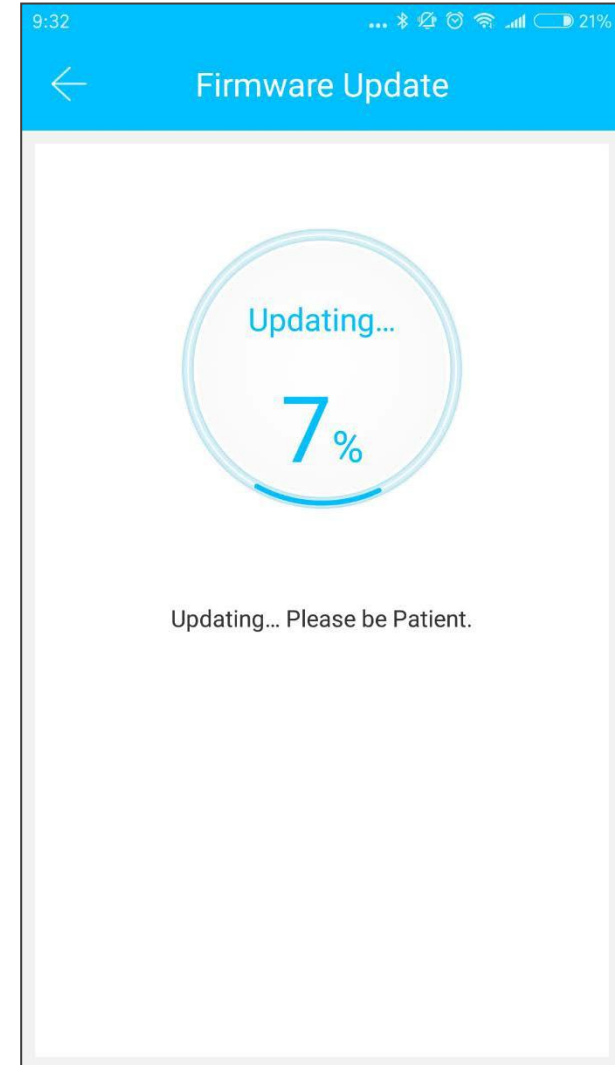 9:32 ... 21%
Firmware Update
Updating...
7%
Updating... Please be Patient.